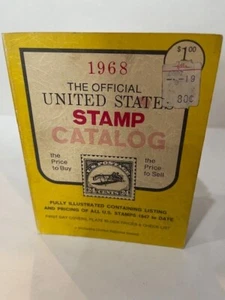 1968
$1.00
THE OFFICIAL
UNITED STATES
80¢
STAMP
CATALOG
the
Price
to Buy
the
Price
to Sell
CENTS
FULLY ILLUSTRATED CONTAINING LISTING
AND PRICING OF ALL U.S. STAMPS 1847 to DATE